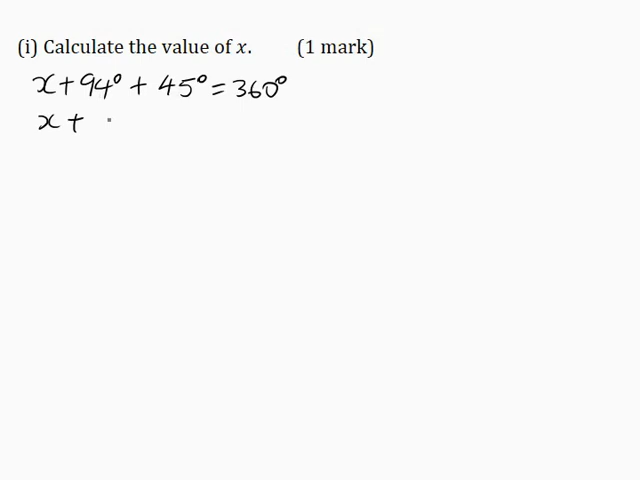 (i) Calculate the value of x. (1 mark)
x + 94° + 45° = 360°
x +